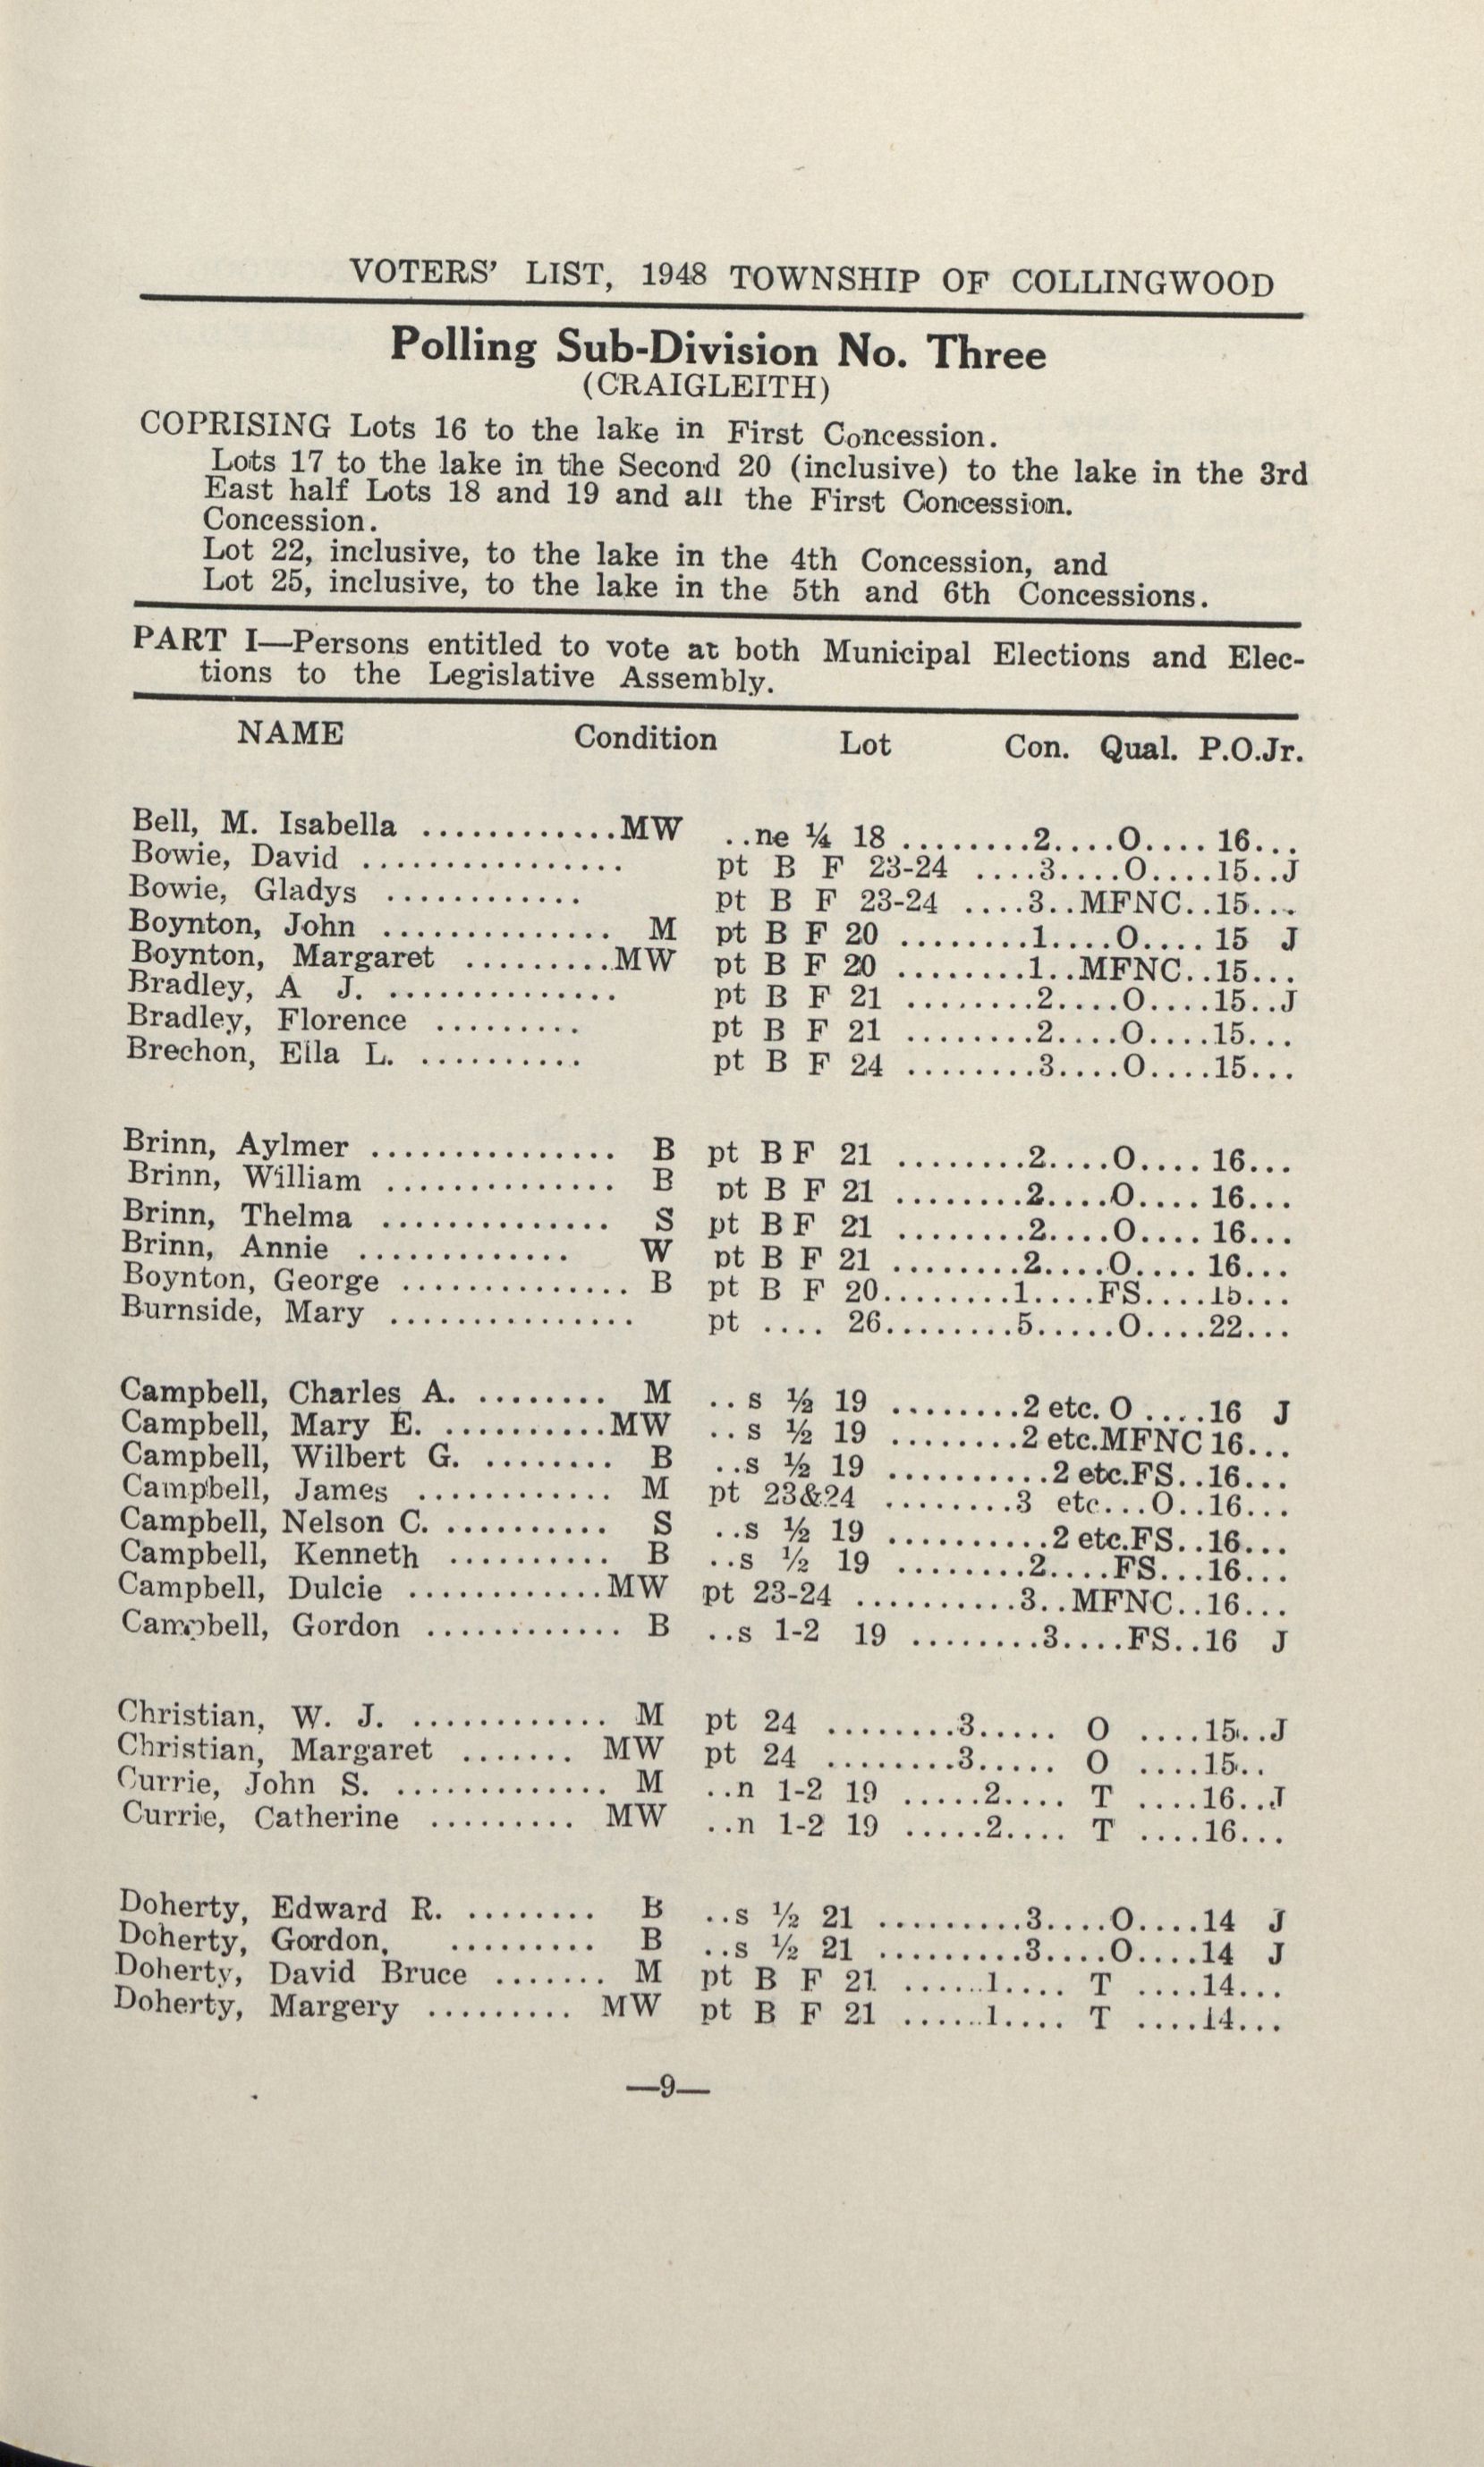 VOTERS' LIST, 1948 TOWNSHIP OF COLLINGWOOD
Polling Sub-Division No. Three
(CRAIGLEITH)
COPRISING Lots 16 to the lake in First Concession.
Lots 17 to the lake in the Second 20 (inclusive) to the lake in the 3rd
East half Lots 18 and 19 and all the First Concession.
Concession.
Lot 22, inclusive, to the lake in the 4th Concession, and
Lot 25, inclusive, to the lake in the 5th and 6th Concessions.
PART I—Persons entitled to vote at both Municipal Elections and Elec-
tions to the Legislative Assembly.
NAME Condition Lot Con. Qual. P.O.Jr.
Bell, M. Isabella ............MW ..ne ¼ 18 ........2....O.... 16...
Bowie, David ................ pt B F 23-24 ....3....O....15..J
Bowie, Gladys ............ pt B F 23-24 ....3..MFNC..15...
Boynton, John .............. M pt B F 20 ........1....O.... 15 J
Boynton, Margaret .........MW pt B F 20 ........1..MFNC..15...
Bradley, A J. .............. pt B F 21 ........2....O....15..J
Bradley, Florence ......... pt B F 21 ........2....O....15...
Brechon, Ella L. .......... pt B F 24 ........3....O....15...
Brinn, Aylmer ............... B pt B F 21 ........2....O.... 16...
Brinn, William .............. B pt B F 21 ........2....O.... 16...
Brinn, Thelma .............. S pt B F 21 ........2....O.... 16...
Brinn, Annie ............. W pt B F 21 ........2....O.... 16...
Boynton, George .............. B pt B F 20........1....FS....15...
Burnside, Mary ............... pt .... 26........5.....O....22...
Campbell, Charles A. ........ M ..s ½ 19 ........2 etc. O ....16 J
Campbell, Mary E. ..........MW ..s ½ 19 ........2 etc.MFNC 16...
Campbell, Wilbert G. ........ B ..s ½ 19 ..........2 etc.FS..16...
Campbell, James ............ M pt 23&24 ........3 etc...O..16...
Campbell, Nelson C. .......... S ..s ½ 19 ..........2 etc.FS..16...
Campbell, Kenneth .......... B ..s ½ 19 ........2....FS...16...
Campbell, Dulcie ............MW pt 23-24 ..........3..MFNC..16...
Campbell, Gordon ............ B ..s 1-2 19 ........3....FS..16 J
Christian, W. J. ............ M pt 24 ........3..... O ....15..J
Christian, Margaret ....... MW pt 24 ........3..... O ....15..
Currie, John S. ............. M ..n 1-2 19 .....2.... T ....16..J
Currie, Catherine ......... MW ..n 1-2 19 .....2.... T ....16...
Doherty, Edward R. ........ B ..s ½ 21 .........3....O....14 J
Doherty, Gordon, ......... B ..s ½ 21 .........3....O....14 J
Doherty, David Bruce ....... M pt B F 21 ......1.... T ....14...
Doherty, Margery ......... MW pt B F 21 ......1.... T ....14...
—9—